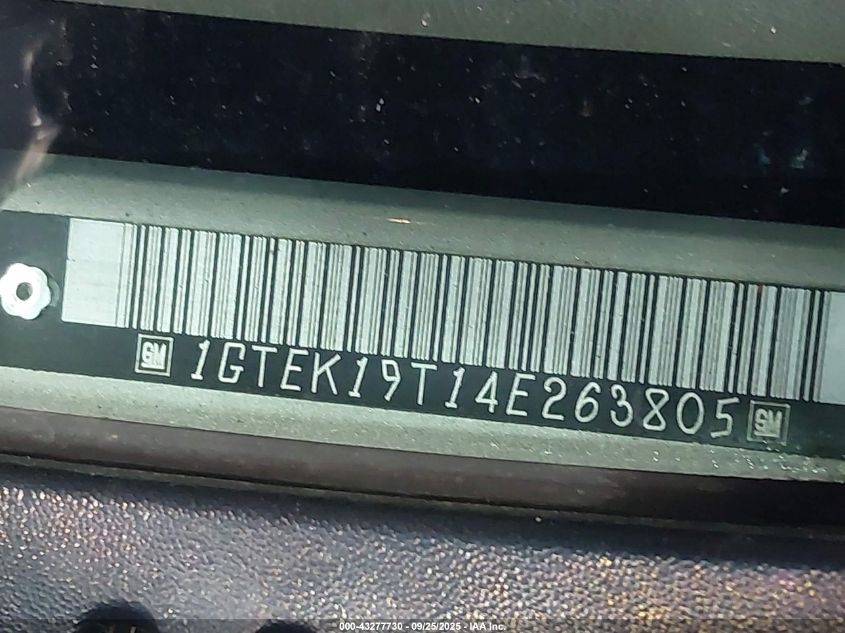 GM 1GTEK19T14E263805 GM
000-43277730 - 09/25/2025 - IAA Inc.